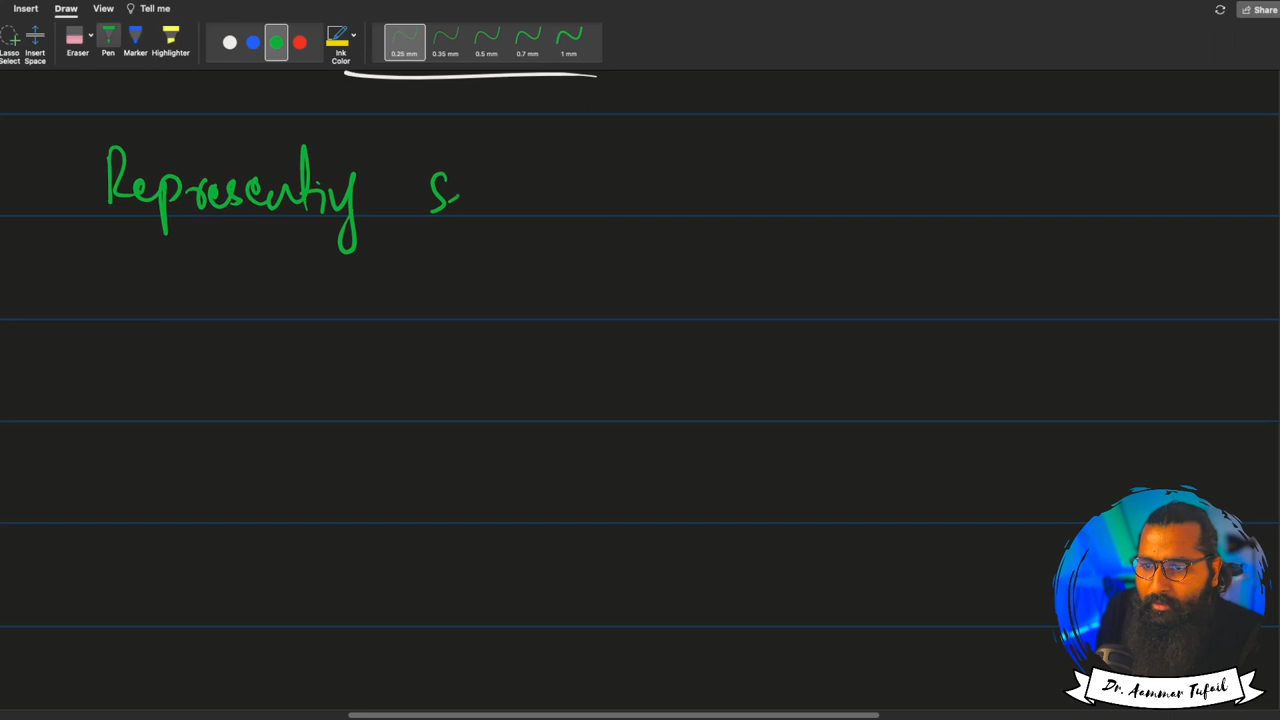 Insert Draw View Tell me Share
Lasso Select Insert Space Eraser Pen Marker Highlighter Ink Color 0.25 mm 0.35 mm 0.5 mm 0.7 mm 1 mm
Representiy s
Dr. Aammar Tufail